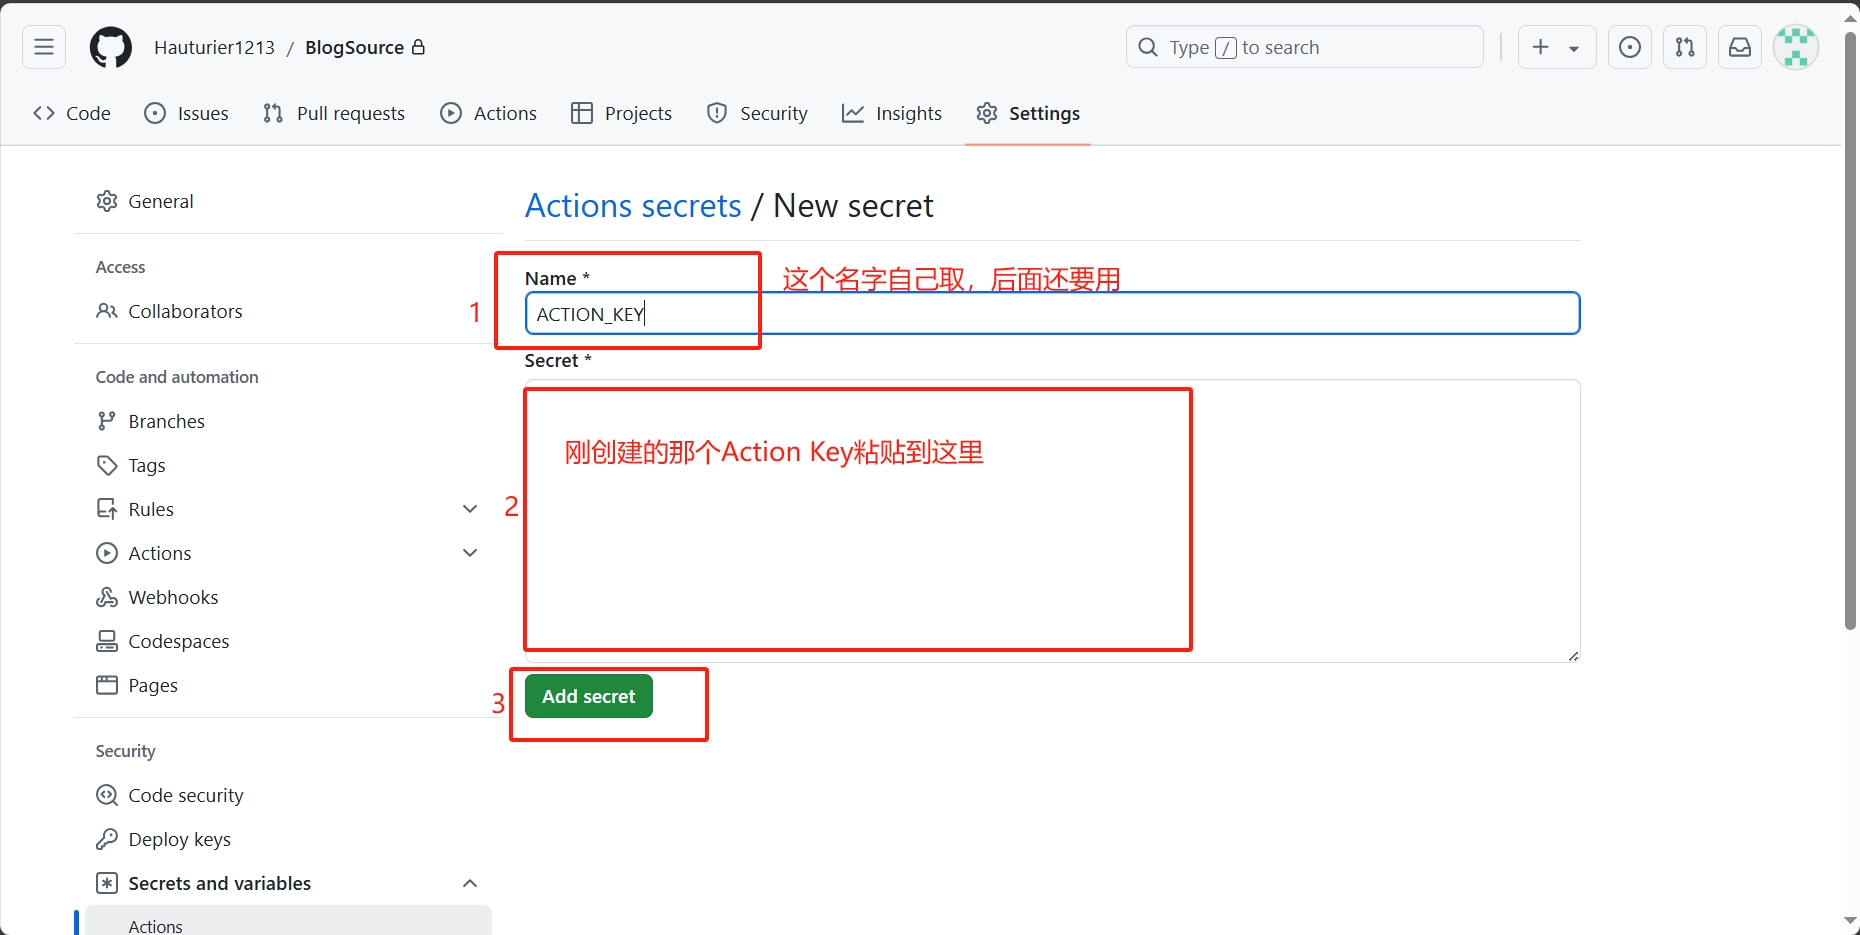 Hauturier1213 / BlogSource
Type / to search
Code Issues Pull requests Actions Projects Security Insights Settings
General
Access
Collaborators
Code and automation
Branches
Tags
Rules
Actions
Webhooks
Codespaces
Pages
Security
Code security
Deploy keys
Secrets and variables
Actions
Actions secrets / New secret
Name *
这个名字自己取，后面还要用
1
ACTION_KEY
Secret *
刚创建的那个Action Key粘贴到这里
2
3
Add secret